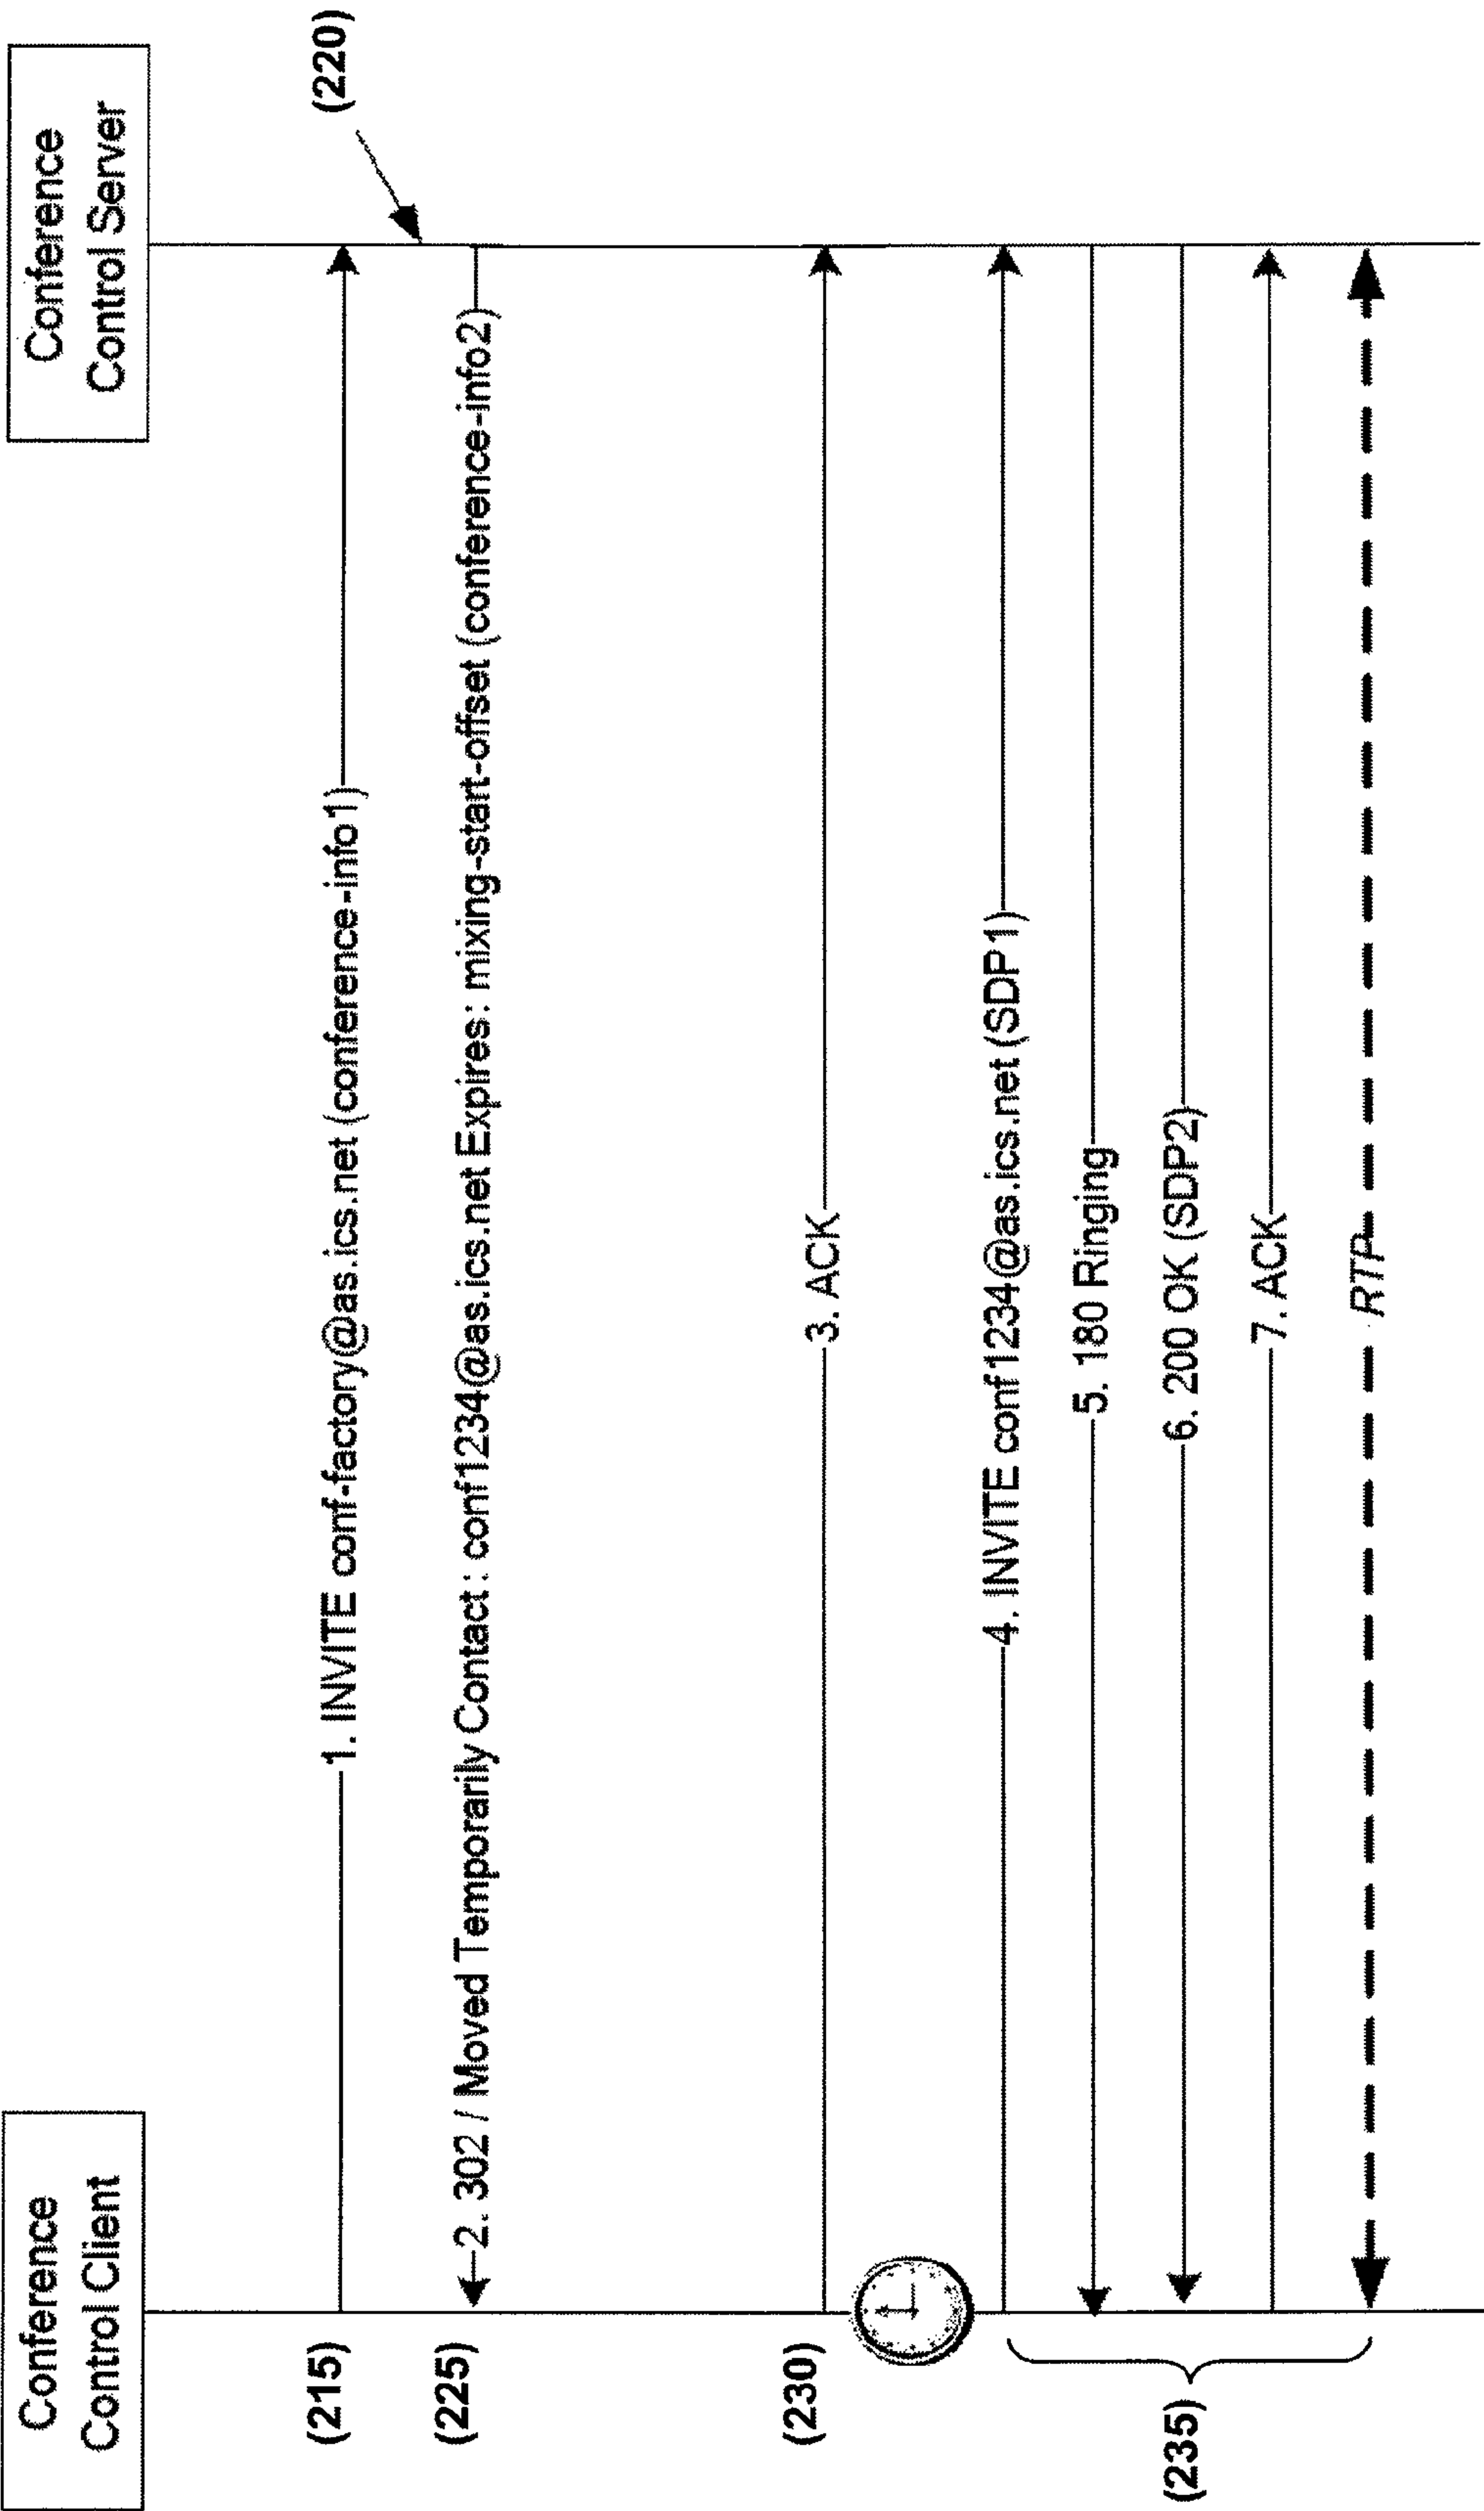 Conference
Control Client
Conference
Control Server
(215)
1. INVITE conf-factory@as.ics.net (conference-info1)
(220)
(225)
2. 302 / Moved Temporarily Contact : conf1234@as.ics.net Expires: mixing-start-offset (conference-info2)
(230)
3. ACK
4. INVITE conf1234@as.ics.net (SDP1)
5. 180 Ringing
(235)
6. 200 OK (SDP2)
7. ACK
RTP